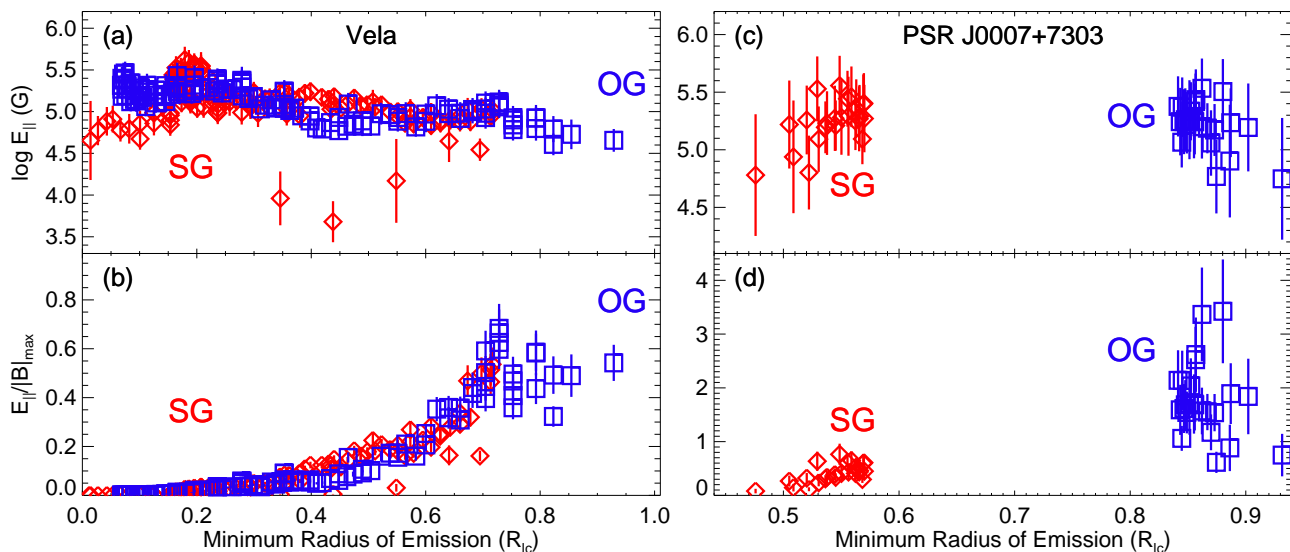 (a)
Vela
OG
SG
log E|| (G)
6.0
5.5
5.0
4.5
4.0
3.5
(b)
OG
SG
E||/|B|max
0.8
0.6
0.4
0.2
0.0
0.0 0.2 0.4 0.6 0.8 1.0
Minimum Radius of Emission (Rlc)
(c)
PSR J0007+7303
OG
SG
6.0
5.5
5.0
4.5
(d)
OG
SG
4
3
2
1
0
0.5 0.6 0.7 0.8 0.9
Minimum Radius of Emission (Rlc)